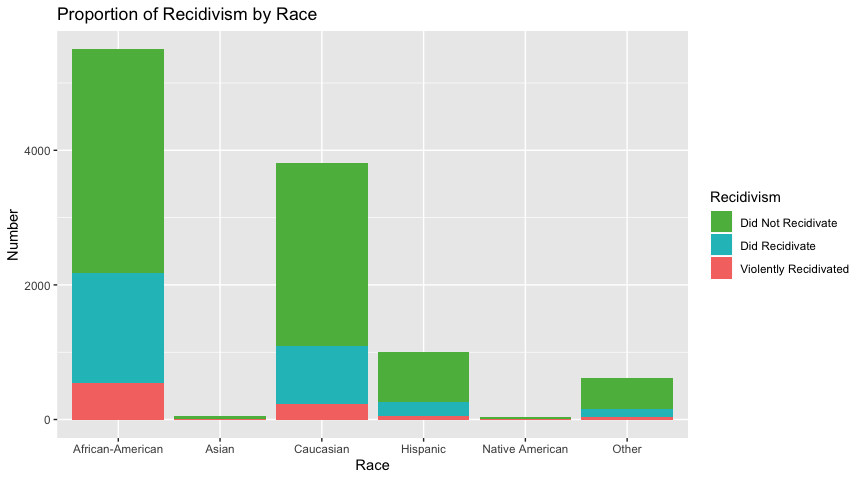 Proportion of Recidivism by Race
Number
4000
2000
0
African-American
Asian
Caucasian
Hispanic
Native American
Other
Race
Recidivism
Did Not Recidivate
Did Recidivate
Violently Recidivated